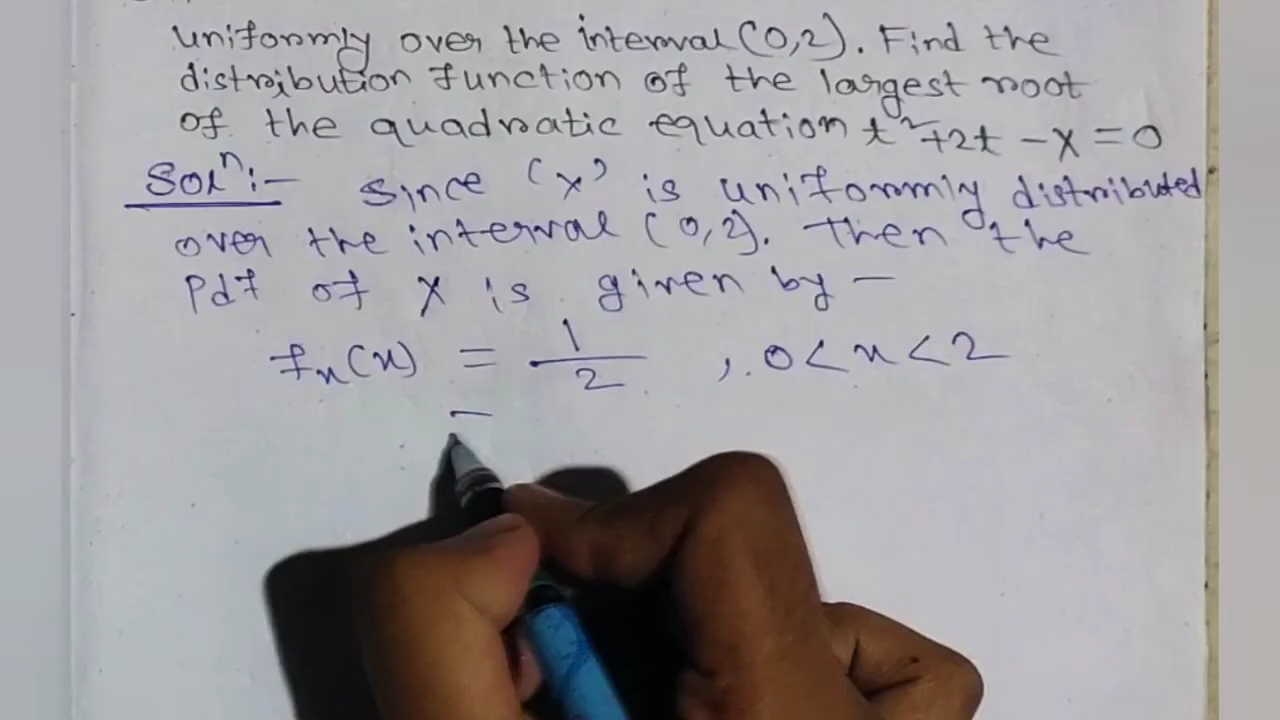 uniformly over the interval (0,2). Find the
distribution function of the largest root
of the quadratic equation t²+2t -X = 0
Solⁿ:- Since 'X' is uniformly distributed
over the interval (0,2). Then the
Pdf of X is given by —
fx(x) = 1/2 , 0<x<2
=